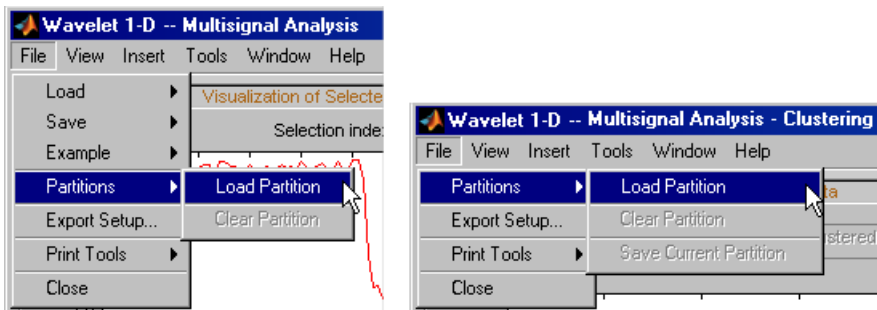 Wavelet 1-D -- Multisignal Analysis
File View Insert Tools Window Help
Load
Save
Example
Partitions
Export Setup...
Print Tools
Close
Load Partition
Clear Partition
Visualization of Selecte
Selection inde
Wavelet 1-D -- Multisignal Analysis - Clustering
File View Insert Tools Window Help
Partitions
Export Setup...
Print Tools
Close
Load Partition
Clear Partition
Save Current Partition
ta
stered